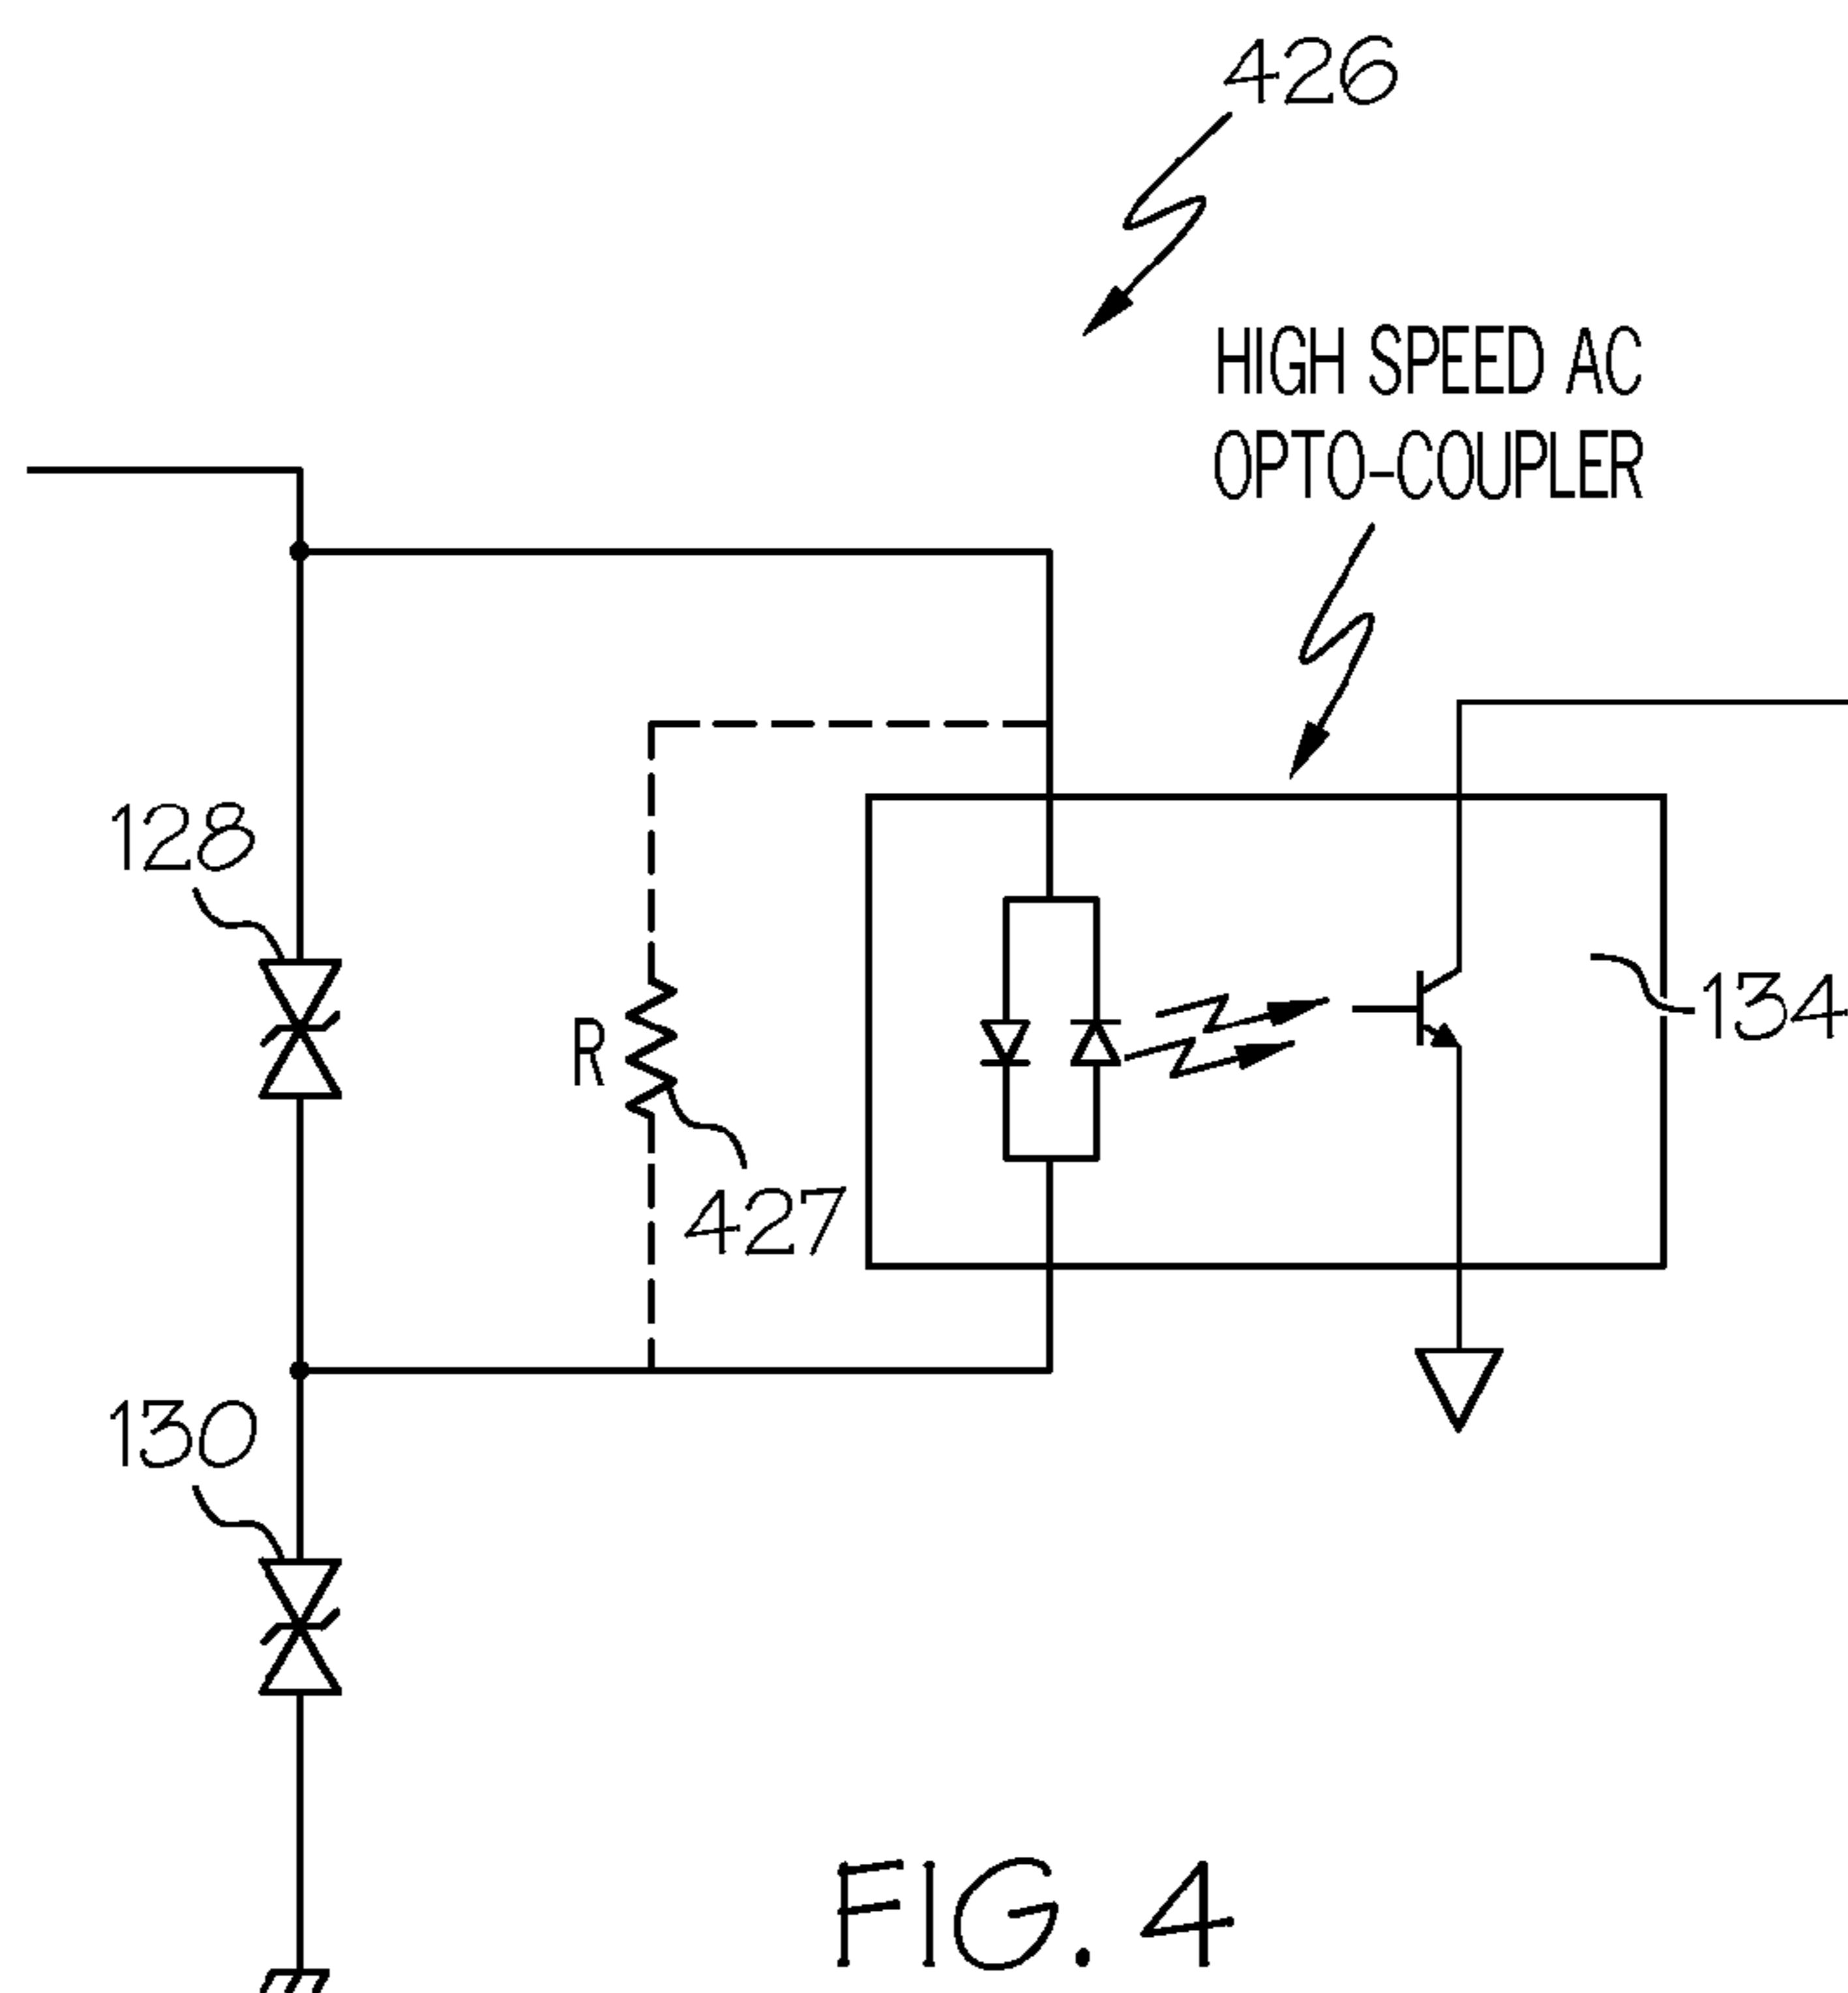 426
HIGH SPEED AC
OPTO-COUPLER
128
134
R
427
130
FIG. 4